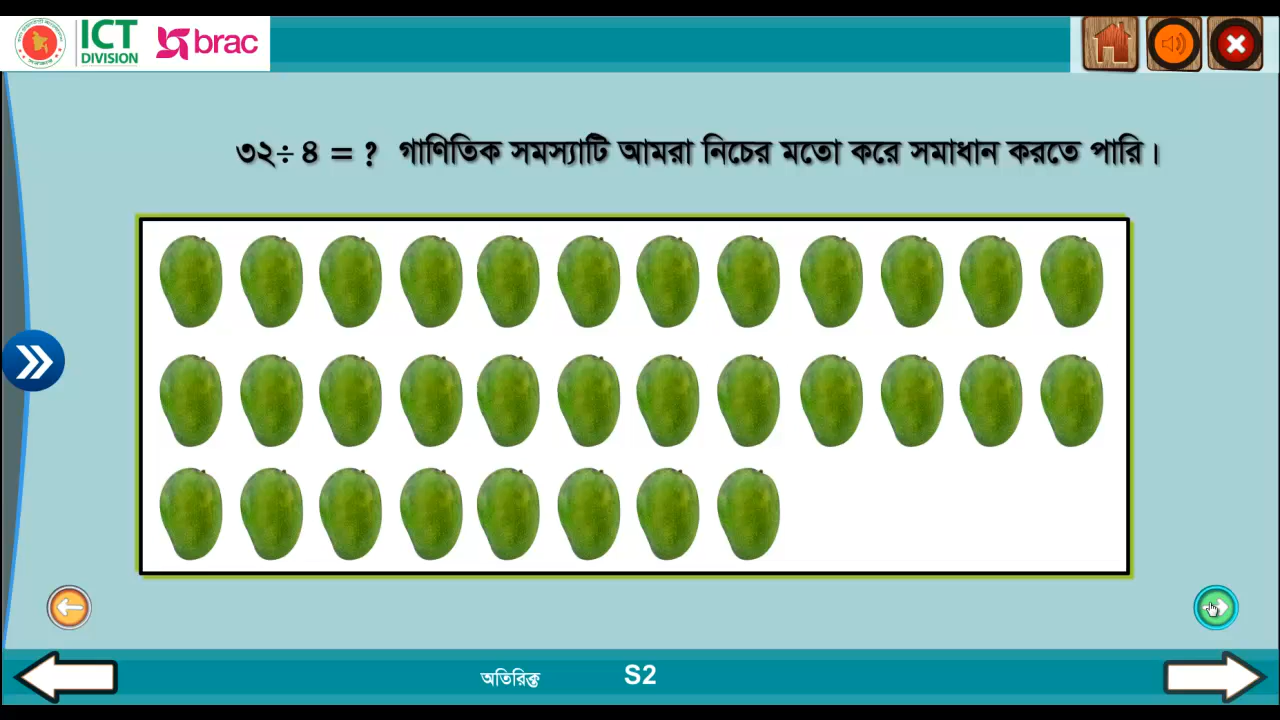 ICT
DIVISION
brac
৩২÷ ৪ = ? গাণিতিক সমস্যাটি আমরা নিচের মতো করে সমাধান করতে পারি।
অতিরিক্ত
S2